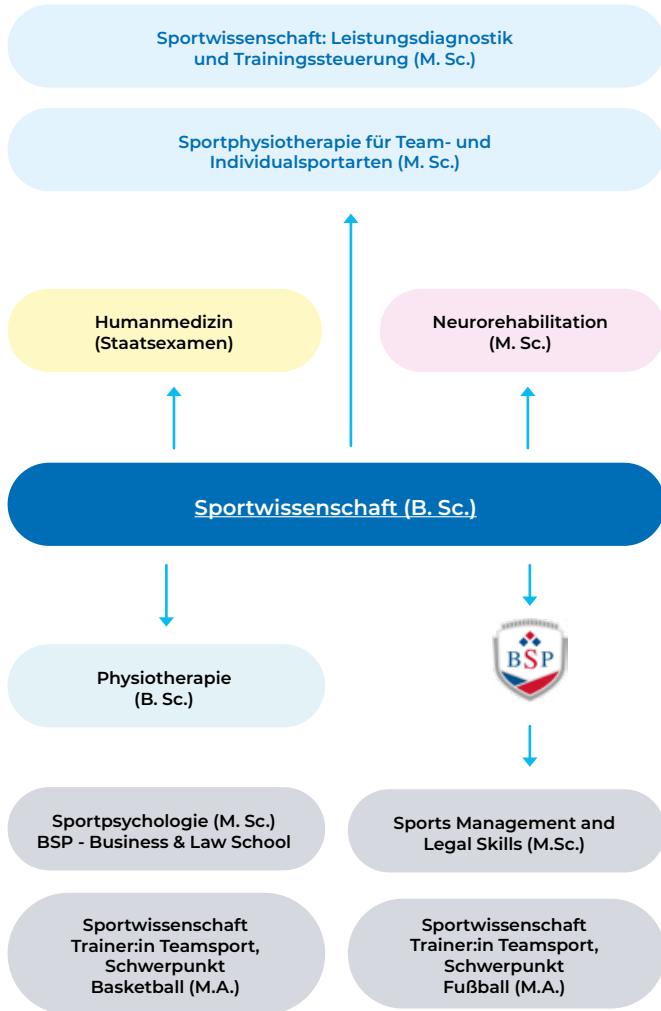 Sportwissenschaft: Leistungsdiagnostik
und Trainingssteuerung (M. Sc.)
Sportphysiotherapie für Team- und
Individualsportarten (M. Sc.)
Humanmedizin
(Staatsexamen)
Neurorehabilitation
(M. Sc.)
Sportwissenschaft (B. Sc.)
Physiotherapie
(B. Sc.)
BSP
Sportpsychologie (M. Sc.)
BSP - Business & Law School
Sports Management and
Legal Skills (M.Sc.)
Sportwissenschaft
Trainer:in Teamsport,
Schwerpunkt
Basketball (M.A.)
Sportwissenschaft
Trainer:in Teamsport,
Schwerpunkt
Fußball (M.A.)